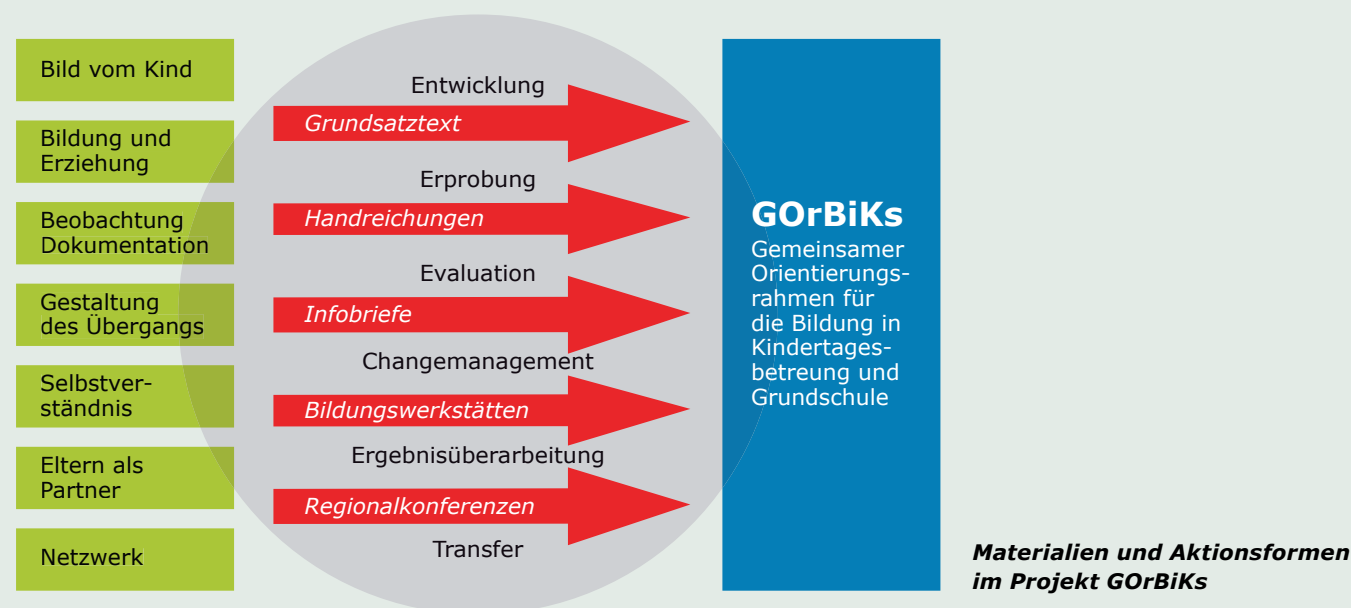 Bild vom Kind
Bildung und
Erziehung
Beobachtung
Dokumentation
Gestaltung
des Übergangs
Selbstver-
ständnis
Eltern als
Partner
Netzwerk
Entwicklung
Grundsatztext
Erprobung
Handreichungen
Evaluation
Infobriefe
Changemanagement
Bildungswerkstätten
Ergebnisüberarbeitung
Regionalkonferenzen
Transfer
GOrBiKs
Gemeinsamer
Orientierungs-
rahmen für
die Bildung in
Kindertages-
betreung und
Grundschule
Materialien und Aktionsformen
im Projekt GOrBiKs